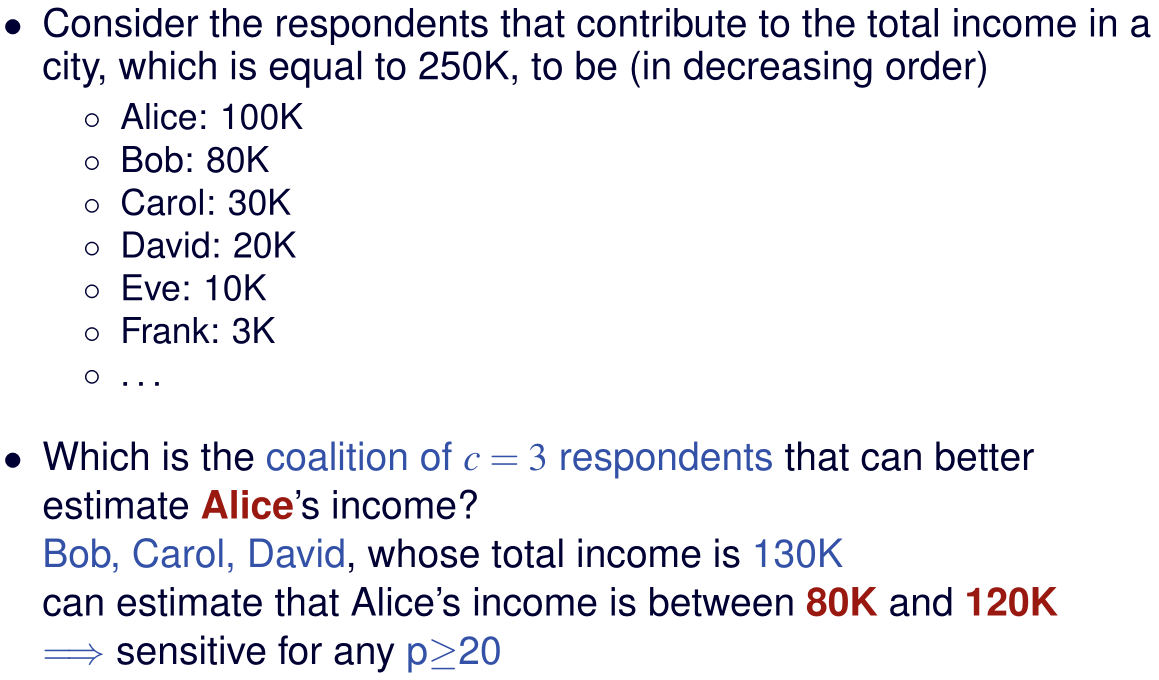 • Consider the respondents that contribute to the total income in a
city, which is equal to 250K, to be (in decreasing order)
◦ Alice: 100K
◦ Bob: 80K
◦ Carol: 30K
◦ David: 20K
◦ Eve: 10K
◦ Frank: 3K
◦ ...
• Which is the coalition of c = 3 respondents that can better
estimate Alice's income?
Bob, Carol, David, whose total income is 130K
can estimate that Alice's income is between 80K and 120K
⟹ sensitive for any p≥20